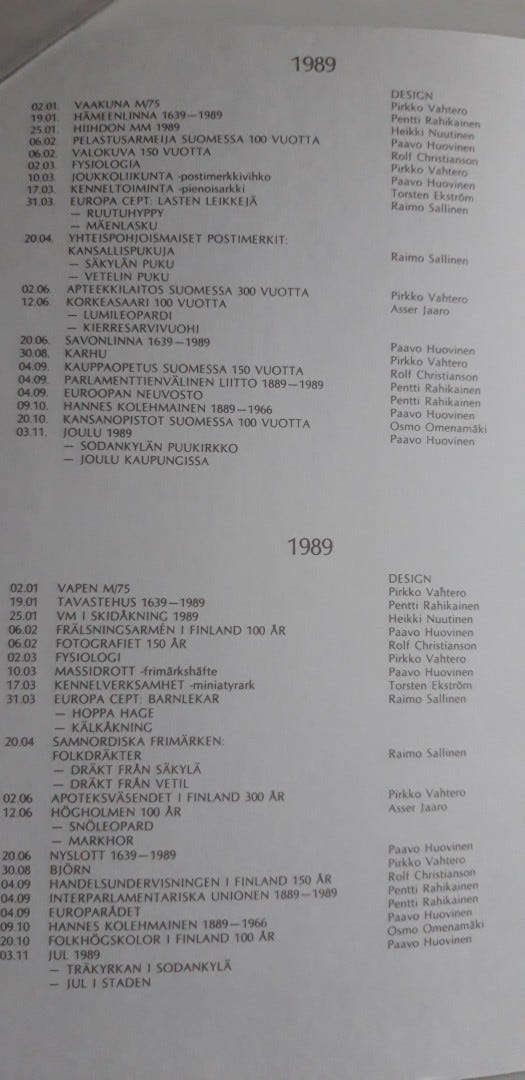 1989
DESIGN
02.01. VAAKUNA M/75 Pirkko Vahtero
19.01. HÄMEENLINNA 1639—1989 Pentti Rahikainen
25.01. HIIHDON MM 1989 Heikki Nuutinen
06.02 PELASTUSARMEIJA SUOMESSA 100 VUOTTA Paavo Huovinen
06.02. VALOKUVA 150 VUOTTA Rolf Christianson
02.03 FYSIOLOGIA Pirkko Vahtero
10.03. JOUKKOLIIKUNTA -postimerkkivihko Paavo Huovinen
17.03. KENNELTOIMINTA -pienoisarkki Torsten Ekström
31.03. EUROPA CEPT: LASTEN LEIKKEJÄ Raimo Sallinen
— RUUTUHYPPY
— MÄENLASKU
20.04. YHTEISPOHJOISMAISET POSTIMERKIT:
KANSALLISPUKUJA Raimo Sallinen
— SÄKYLÄN PUKU
— VETELIN PUKU
02.06. APTEEKKILAITOS SUOMESSA 300 VUOTTA Pirkko Vahtero
12.06. KORKEASAARI 100 VUOTTA Asser Jaaro
— LUMILEOPARDI
— KIERRESARVIVUOHI
20.06. SAVONLINNA 1639—1989 Paavo Huovinen
30.08. KARHU Pirkko Vahtero
04.09. KAUPPAOPETUS SUOMESSA 150 VUOTTA Rolf Christianson
04.09. PARLAMENTTIENVÄLINEN LIITTO 1889—1989 Pentti Rahikainen
04.09. EUROOPAN NEUVOSTO Pentti Rahikainen
09.10. HANNES KOLEHMAINEN 1889—1966 Paavo Huovinen
20.10. KANSANOPISTOT SUOMESSA 100 VUOTTA Osmo Omenamäki
03.11. JOULU 1989 Paavo Huovinen
— SODANKYLÄN PUUKIRKKO
— JOULU KAUPUNGISSA
1989
DESIGN
02.01 VAPEN M/75 Pirkko Vahtero
19.01 TAVASTEHUS 1639—1989 Pentti Rahikainen
25.01 VM I SKIDÅKNING 1989 Heikki Nuutinen
06.02 FRÄLSNINGSARMÉN I FINLAND 100 ÅR Paavo Huovinen
06.02 FOTOGRAFIET 150 ÅR Rolf Christianson
02.03 FYSIOLOGI Pirkko Vahtero
10.03 MASSIDROTT -frimärkshäfte Paavo Huovinen
17.03 KENNELVERKSAMHET -miniatyrark Torsten Ekström
31.03 EUROPA CEPT: BARNLEKAR Raimo Sallinen
— HOPPA HAGE
— KÄLKÅKNING
20.04 SAMNORDISKA FRIMÄRKEN:
FOLKDRÄKTER Raimo Sallinen
— DRÄKT FRÅN SÄKYLÄ
— DRÄKT FRÅN VETIL
02.06 APOTEKSVÄSENDET I FINLAND 300 ÅR Pirkko Vahtero
12.06 HÖGHOLMEN 100 ÅR Asser Jaaro
— SNÖLEOPARD
— MARKHOR
20.06 NYSLOTT 1639—1989 Paavo Huovinen
30.08 BJÖRN Pirkko Vahtero
04.09 HANDELSUNDERVISNINGEN I FINLAND 150 ÅR Rolf Christianson
04.09 INTERPARLAMENTARISKA UNIONEN 1889—1989 Pentti Rahikainen
04.09 EUROPARÅDET Pentti Rahikainen
09.10 HANNES KOLEHMAINEN 1889—1966 Paavo Huovinen
20.10 FOLKHÖGSKOLOR I FINLAND 100 ÅR Osmo Omenamäki
03.11 JUL 1989 Paavo Huovinen
— TRÄKYRKAN I SODANKYLÄ
— JUL I STADEN